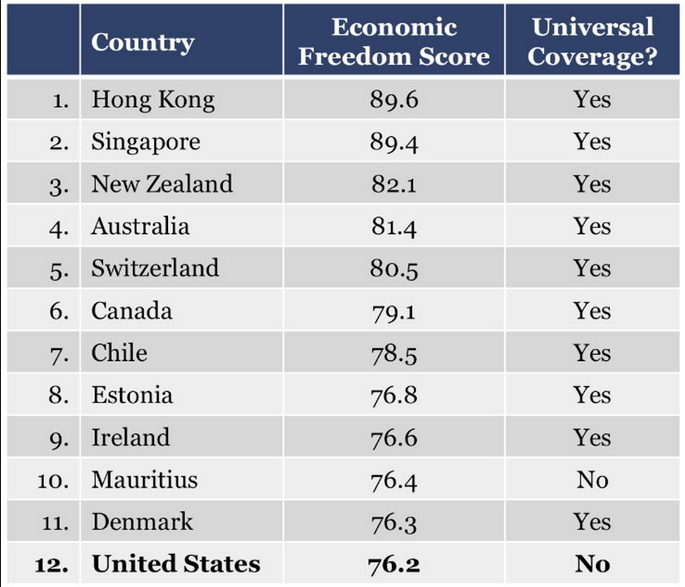 Country Economic Freedom Score Universal Coverage?
1. Hong Kong 89.6 Yes
2. Singapore 89.4 Yes
3. New Zealand 82.1 Yes
4. Australia 81.4 Yes
5. Switzerland 80.5 Yes
6. Canada 79.1 Yes
7. Chile 78.5 Yes
8. Estonia 76.8 Yes
9. Ireland 76.6 Yes
10. Mauritius 76.4 No
11. Denmark 76.3 Yes
12. United States 76.2 No